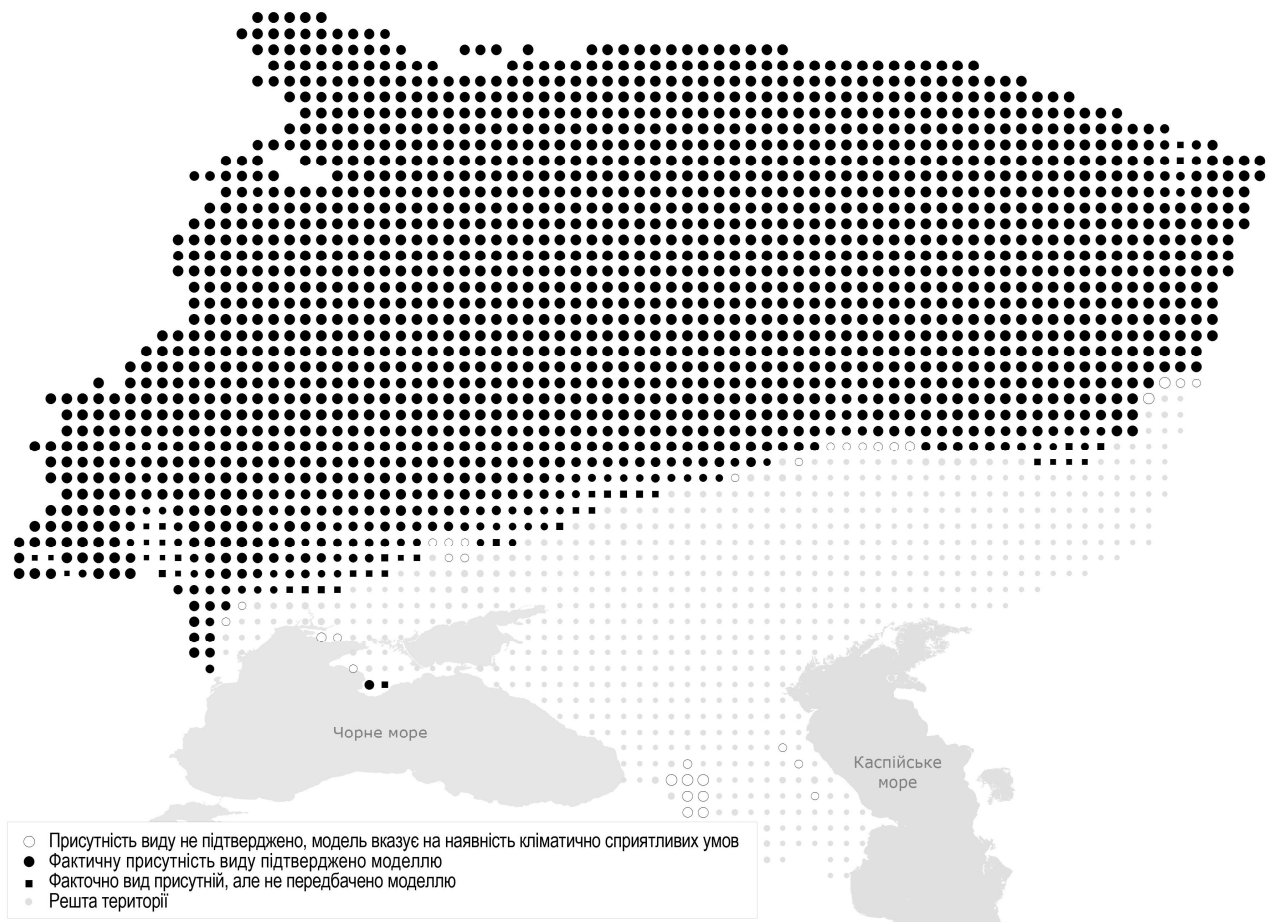 Чорне море
Каспійське
море
Присутність виду не підтверджено, модель вказує на наявність кліматично сприятливих умов
Фактичну присутність виду підтверджено моделлю
Факточно вид присутній, але не передбачено моделлю
Решта території